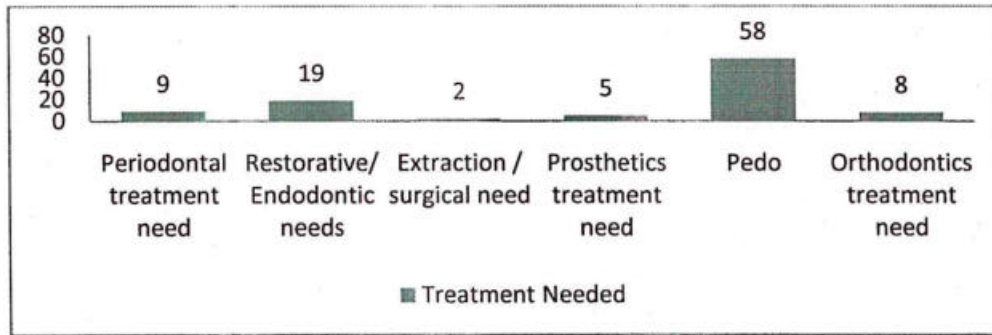 80
60
40
20
0
9
19
2
5
58
8
Periodontal treatment need
Restorative/ Endodontic needs
Extraction / surgical need
Prosthetics treatment need
Pedo
Orthodontics treatment need
Treatment Needed